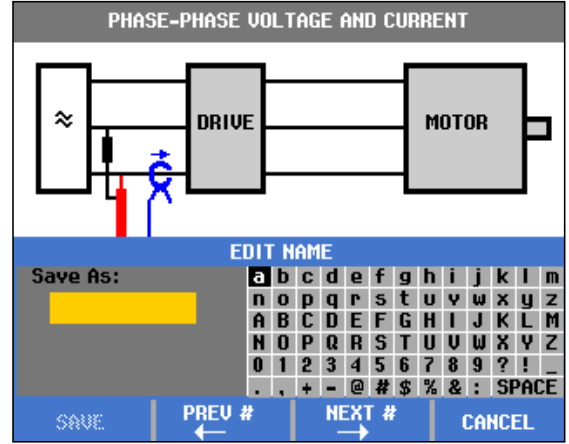 PHASE-PHASE VOLTAGE AND CURRENT
≈
DRIVE
MOTOR
EDIT NAME
Save As:
a b c d e f g h i j k l m
n o p q r s t u v w x y z
A B C D E F G H I J K L M
N O P Q R S T U V W X Y Z
0 1 2 3 4 5 6 7 8 9 ? ! _
. , + - @ # $ % & : SPACE
SAVE
PREV #
←
NEXT #
→
CANCEL